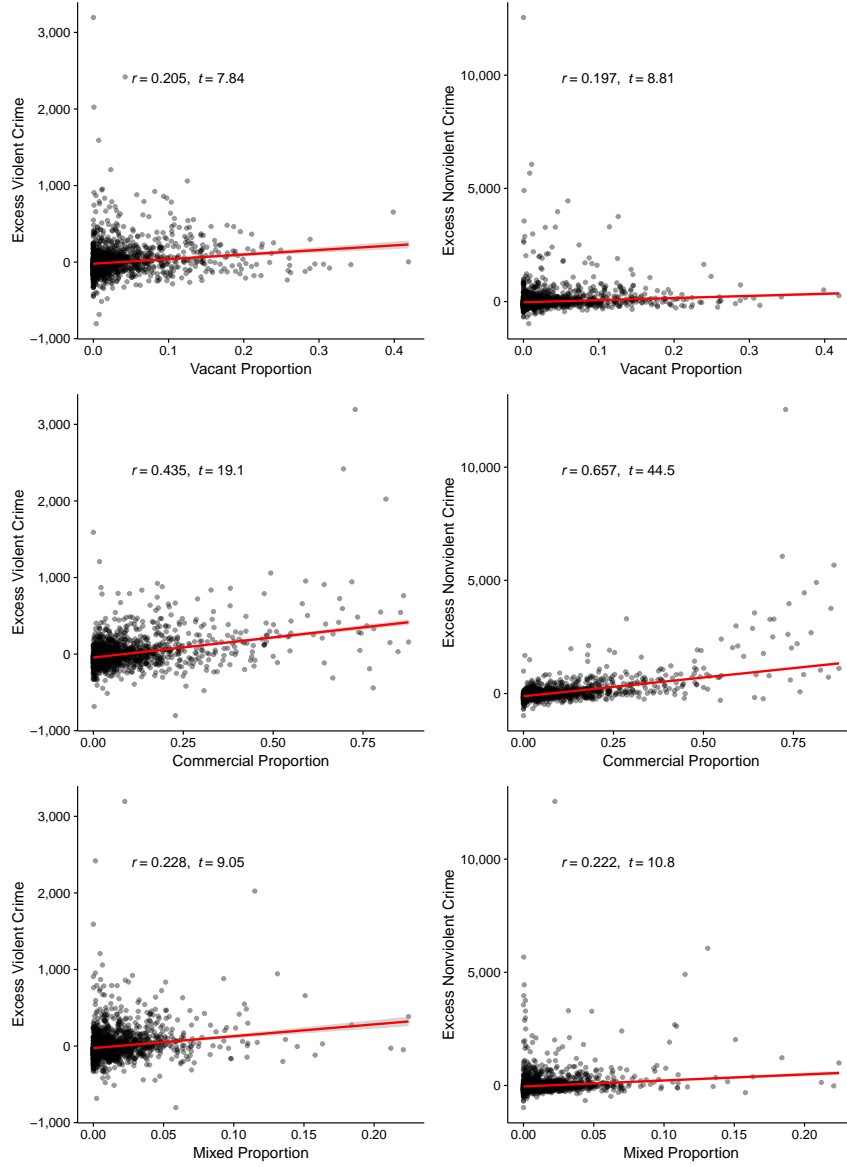 Excess Violent Crime
3,000
2,000
1,000
0
−1,000
r = 0.205, t = 7.84
0.0 0.1 0.2 0.3 0.4
Vacant Proportion
Excess Nonviolent Crime
10,000
5,000
0
r = 0.197, t = 8.81
0.0 0.1 0.2 0.3 0.4
Vacant Proportion
Excess Violent Crime
3,000
2,000
1,000
0
−1,000
r = 0.435, t = 19.1
0.00 0.25 0.50 0.75
Commercial Proportion
Excess Nonviolent Crime
10,000
5,000
0
r = 0.657, t = 44.5
0.00 0.25 0.50 0.75
Commercial Proportion
Excess Violent Crime
3,000
2,000
1,000
0
−1,000
r = 0.228, t = 9.05
0.00 0.05 0.10 0.15 0.20
Mixed Proportion
Excess Nonviolent Crime
10,000
5,000
0
r = 0.222, t = 10.8
0.00 0.05 0.10 0.15 0.20
Mixed Proportion